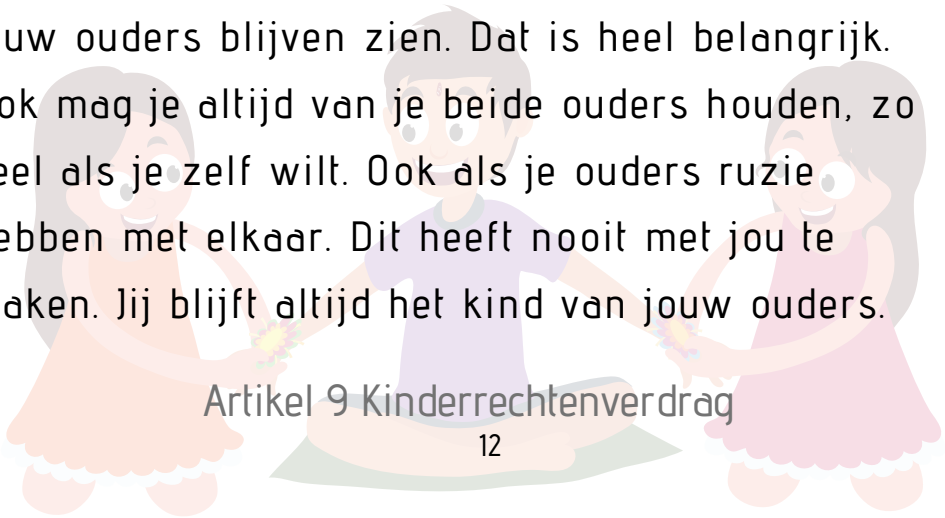 uw ouders blijven zien. Dat is heel belangrijk.
ok mag je altijd van je beide ouders houden, zo
eel als je zelf wilt. Ook als je ouders ruzie
ebben met elkaar. Dit heeft nooit met jou te
aken. Jij blijft altijd het kind van jouw ouders.
Artikel 9 Kinderrechtenverdrag
12